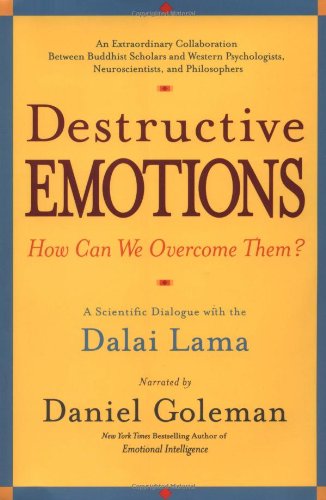 An Extraordinary Collaboration
Between Buddhist Scholars and Western Psychologists,
Neuroscientists, and Philosophers
Destructive
EMOTIONS
How Can We Overcome Them?
A Scientific Dialogue with the
Dalai Lama
Narrated by
Daniel Goleman
New York Times Bestselling Author of
Emotional Intelligence